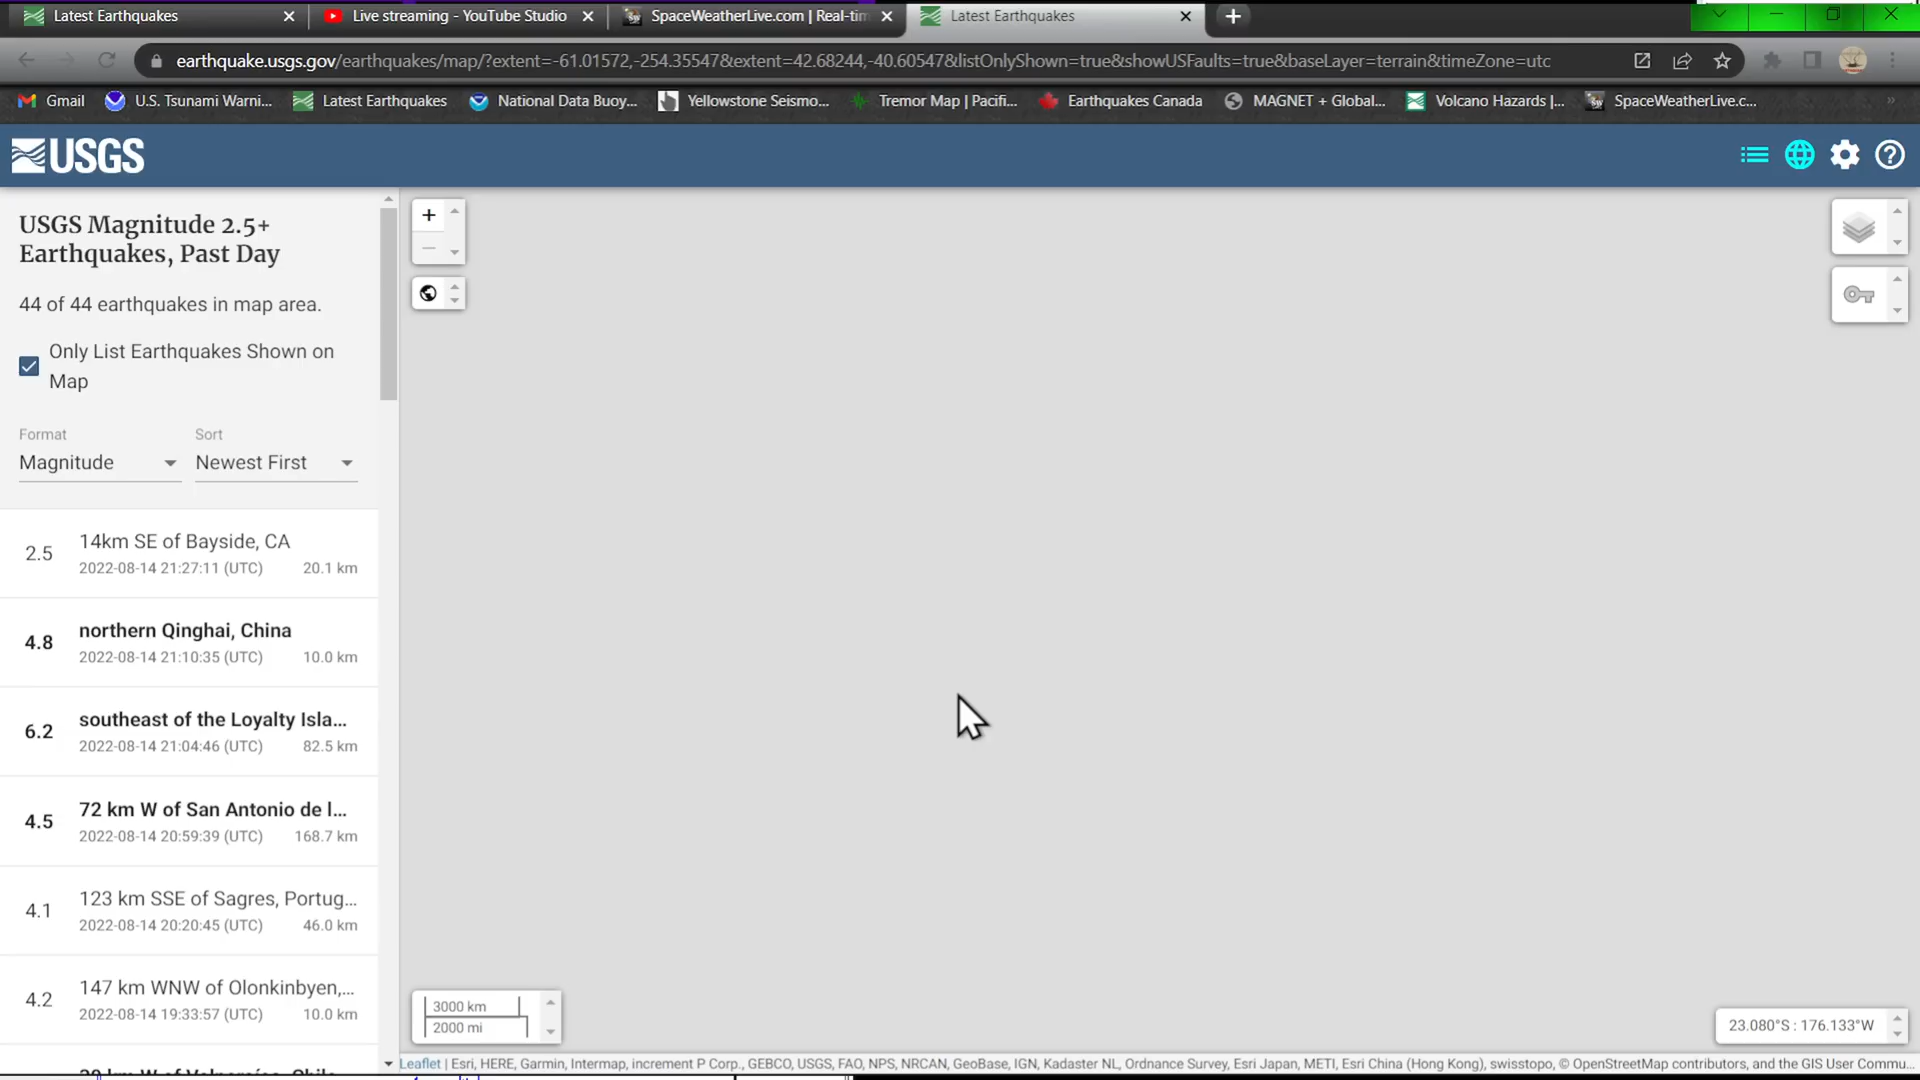 Latest Earthquakes
Live streaming - YouTube Studio
SpaceWeatherLive.com | Real-tim
Latest Earthquakes
earthquake.usgs.gov/earthquakes/map/?extent=-61.01572,-254.35547&extent=42.68244,-40.60547&listOnlyShown=true&showUSFaults=true&baseLayer=terrain&timeZone=utc
Gmail
U.S. Tsunami Warni...
Latest Earthquakes
National Data Buoy...
Yellowstone Seismo...
Tremor Map | Pacifi...
Earthquakes Canada
MAGNET + Global...
Volcano Hazards |...
SpaceWeatherLive.c...
USGS
USGS Magnitude 2.5+
Earthquakes, Past Day
44 of 44 earthquakes in map area.
Only List Earthquakes Shown on
Map
Format
Sort
Magnitude
Newest First
2.5
14km SE of Bayside, CA
2022-08-14 21:27:11 (UTC) 20.1 km
4.8
northern Qinghai, China
2022-08-14 21:10:35 (UTC) 10.0 km
6.2
southeast of the Loyalty Isla...
2022-08-14 21:04:46 (UTC) 82.5 km
4.5
72 km W of San Antonio de l...
2022-08-14 20:59:39 (UTC) 168.7 km
4.1
123 km SSE of Sagres, Portug...
2022-08-14 20:20:45 (UTC) 46.0 km
4.2
147 km WNW of Olonkinbyen,...
2022-08-14 19:33:57 (UTC) 10.0 km
3000 km
2000 mi
23.080°S : 176.133°W
Leaflet | Esri, HERE, Garmin, Intermap, increment P Corp., GEBCO, USGS, FAO, NPS, NRCAN, GeoBase, IGN, Kadaster NL, Ordnance Survey, Esri Japan, METI, Esri China (Hong Kong), swisstopo, © OpenStreetMap contributors, and the GIS User Commu...